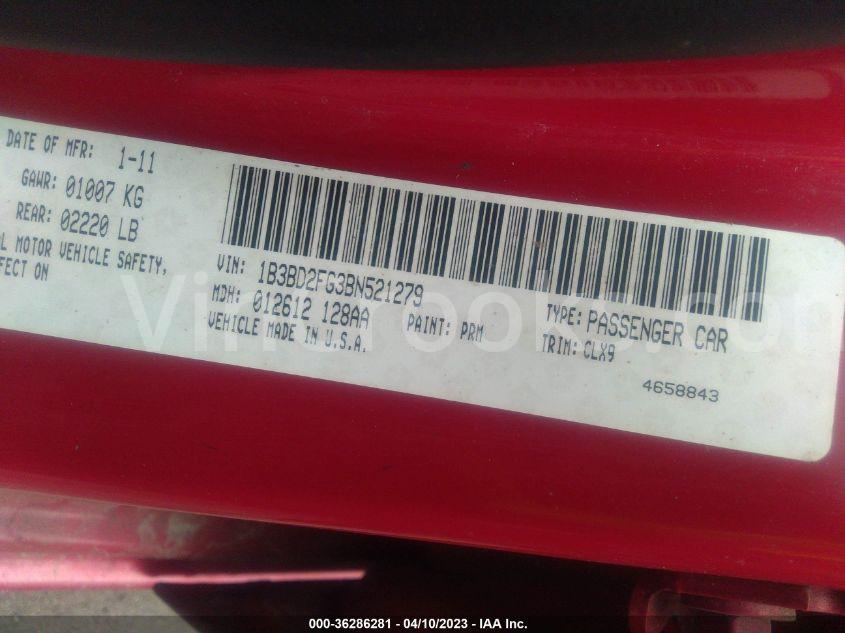 DATE OF MFR: 1-11
GAWR: 01007 KG
REAR: 02220 LB
MOTOR VEHICLE SAFETY,
ON
VIN: 1B3BD2FG3BN521279
MDH: 012612 128AA
PAINT: PRM
VEHICLE MADE IN U.S.A.
TYPE: PASSENGER CAR
TRIM: CLX9
4658843
000-36286281 - 04/10/2023 - IAA Inc.